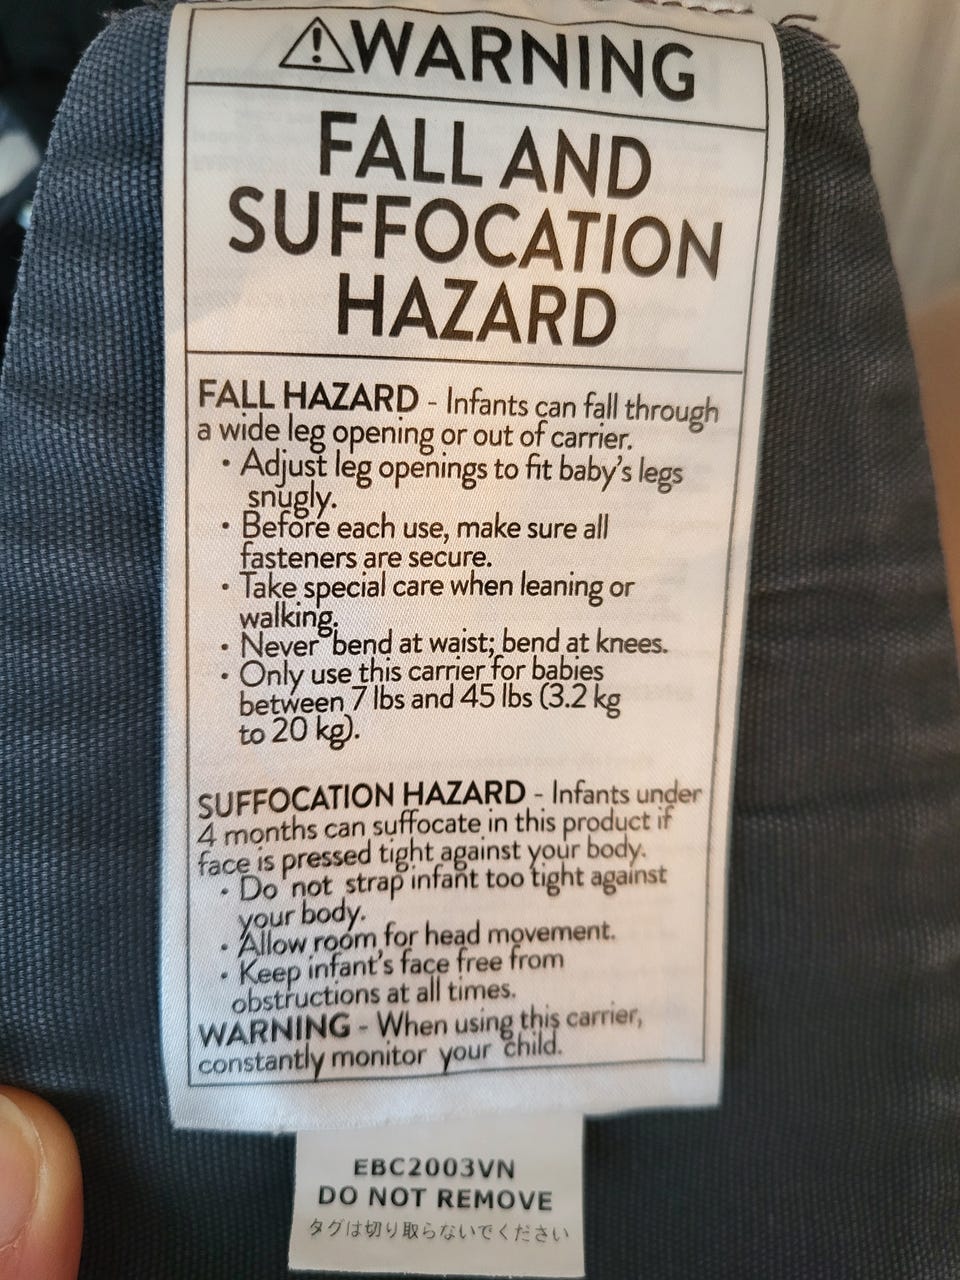 ⚠WARNING
FALL AND
SUFFOCATION
HAZARD
FALL HAZARD - Infants can fall through
a wide leg opening or out of carrier.
• Adjust leg openings to fit baby's legs
snugly.
• Before each use, make sure all
fasteners are secure.
• Take special care when leaning or
walking.
• Never bend at waist; bend at knees.
• Only use this carrier for babies
between 7 lbs and 45 lbs (3.2 kg
to 20 kg).
SUFFOCATION HAZARD - Infants under
4 months can suffocate in this product if
face is pressed tight against your body.
• Do not strap infant too tight against
your body.
• Allow room for head movement.
• Keep infant's face free from
obstructions at all times.
WARNING - When using this carrier,
constantly monitor your child.
EBC2003VN
DO NOT REMOVE
タグは切り取らないでください